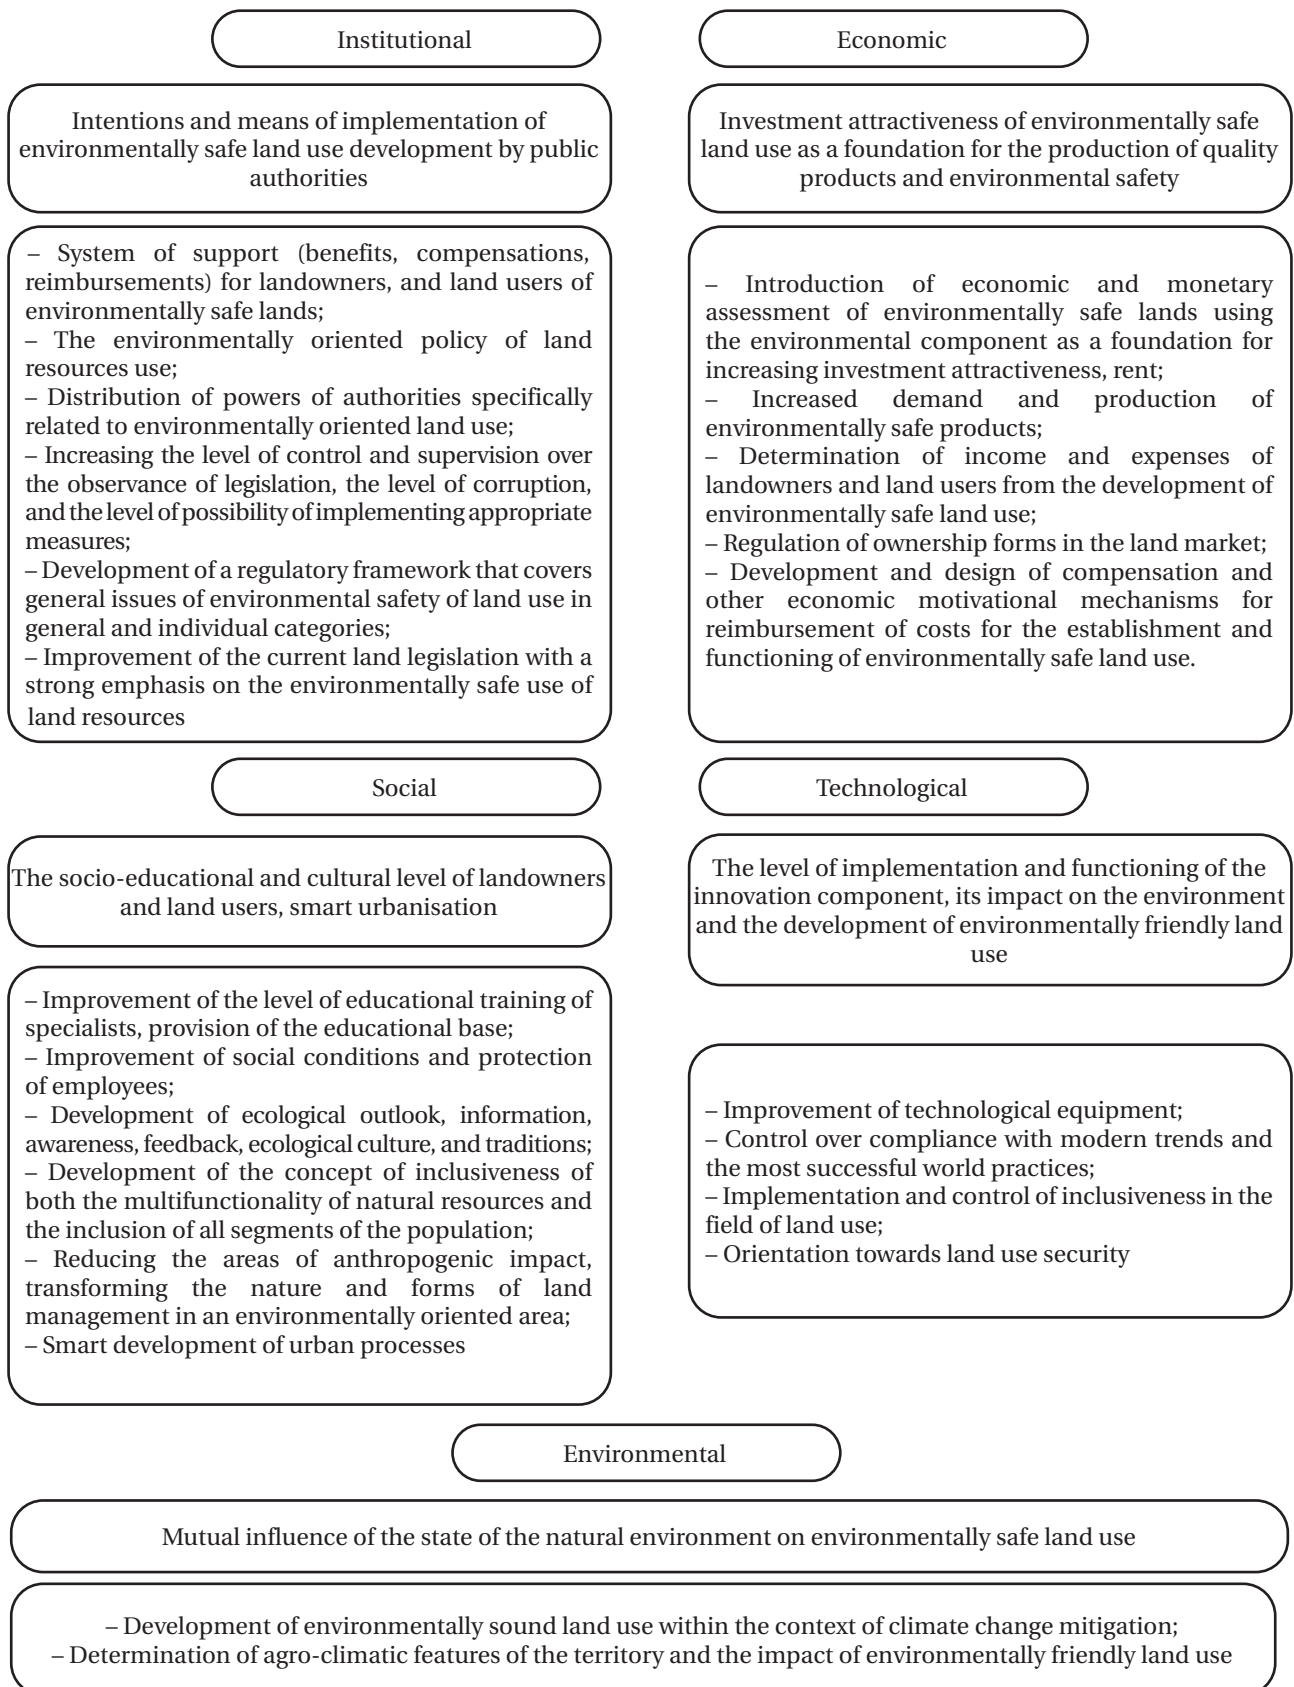 Institutional
Intentions and means of implementation of
environmentally safe land use development by public
authorities
– System of support (benefits, compensations,
reimbursements) for landowners, and land users of
environmentally safe lands;
– The environmentally oriented policy of land
resources use;
– Distribution of powers of authorities specifically
related to environmentally oriented land use;
– Increasing the level of control and supervision over
the observance of legislation, the level of corruption,
and the level of possibility of implementing appropriate
measures;
– Development of a regulatory framework that covers
general issues of environmental safety of land use in
general and individual categories;
– Improvement of the current land legislation with a
strong emphasis on the environmentally safe use of
land resources
Economic
Investment attractiveness of environmentally safe
land use as a foundation for the production of quality
products and environmental safety
– Introduction of economic and monetary
assessment of environmentally safe lands using
the environmental component as a foundation for
increasing investment attractiveness, rent;
– Increased demand and production of
environmentally safe products;
– Determination of income and expenses of
landowners and land users from the development of
environmentally safe land use;
– Regulation of ownership forms in the land market;
– Development and design of compensation and
other economic motivational mechanisms for
reimbursement of costs for the establishment and
functioning of environmentally safe land use.
Social
The socio-educational and cultural level of landowners
and land users, smart urbanisation
– Improvement of the level of educational training of
specialists, provision of the educational base;
– Improvement of social conditions and protection
of employees;
– Development of ecological outlook, information,
awareness, feedback, ecological culture, and traditions;
– Development of the concept of inclusiveness of
both the multifunctionality of natural resources and
the inclusion of all segments of the population;
– Reducing the areas of anthropogenic impact,
transforming the nature and forms of land
management in an environmentally oriented area;
– Smart development of urban processes
Technological
The level of implementation and functioning of the
innovation component, its impact on the environment
and the development of environmentally friendly land
use
– Improvement of technological equipment;
– Control over compliance with modern trends and
the most successful world practices;
– Implementation and control of inclusiveness in the
field of land use;
– Orientation towards land use security
Environmental
Mutual influence of the state of the natural environment on environmentally safe land use
– Development of environmentally sound land use within the context of climate change mitigation;
– Determination of agro-climatic features of the territory and the impact of environmentally friendly land use